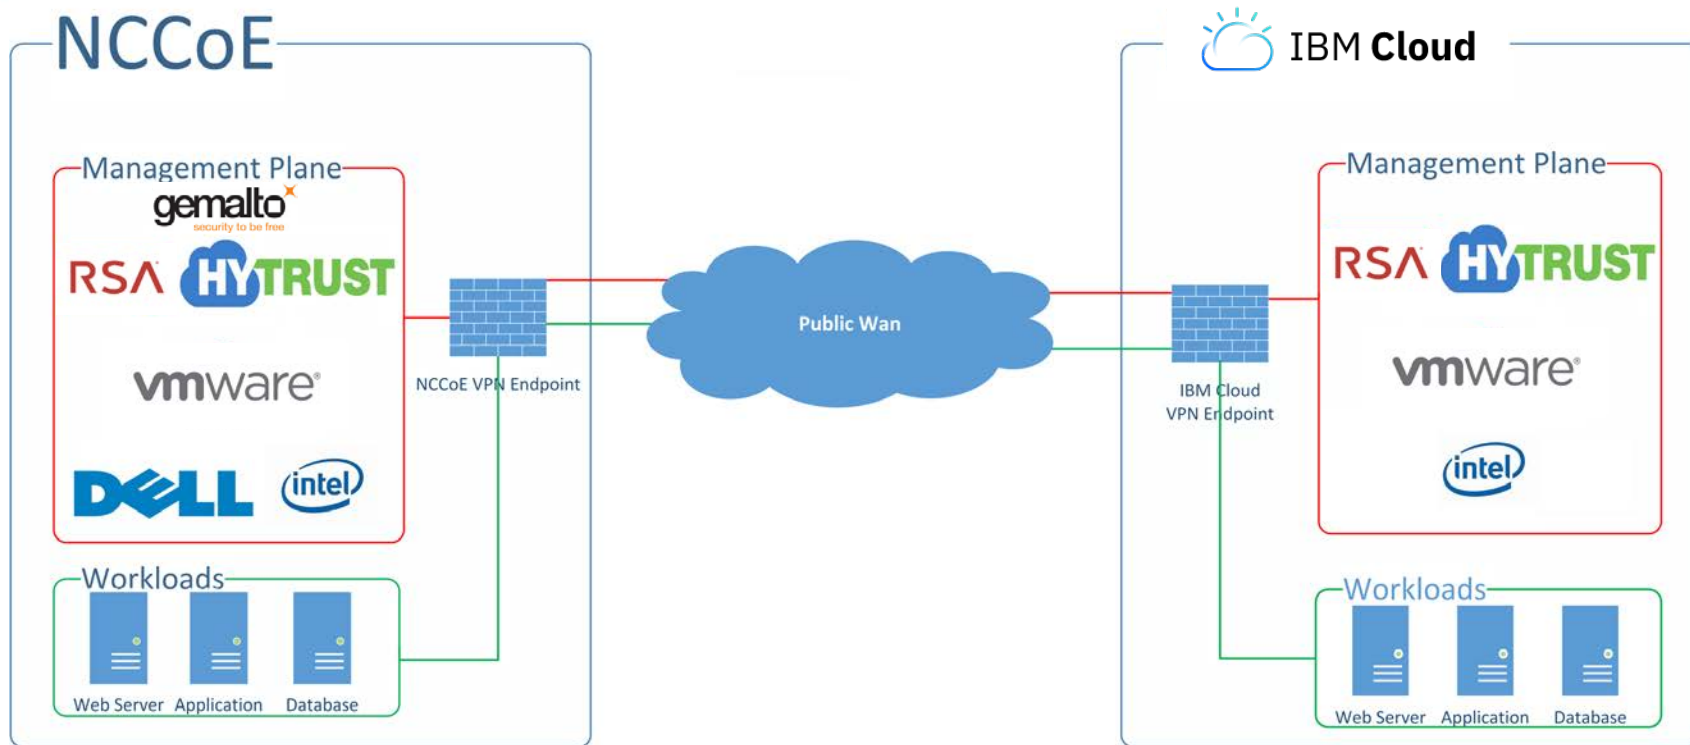 NCCoE
IBM Cloud
Management Plane
gemalto
security to be free
RSA HYTRUST
vmware®
DELL intel
NCCoE VPN Endpoint
Workloads
Web Server Application Database
Public Wan
IBM Cloud
VPN Endpoint
Management Plane
RSA HYTRUST
vmware®
intel
Workloads
Web Server Application Database